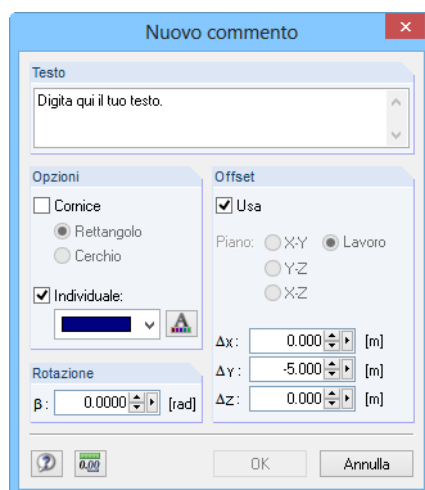 Nuovo commento
Testo
Digita qui il tuo testo.
Opzioni
Cornice
Rettangolo
Cerchio
Individuale:
Rotazione
β: 0.0000 [rad]
Offset
Usa
Piano: X-Y Lavoro
Y-Z
X-Z
Δx: 0.000 [m]
ΔY: -5.000 [m]
ΔZ: 0.000 [m]
0.00
OK Annulla